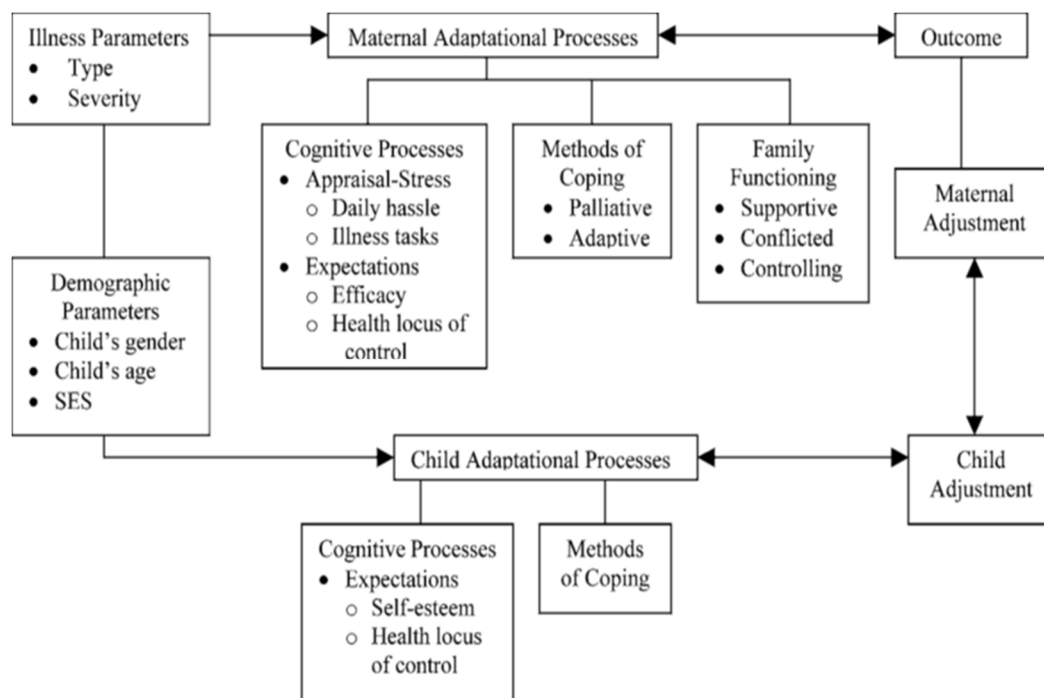 Illness Parameters
• Type
• Severity
Maternal Adaptational Processes
Outcome
Cognitive Processes
• Appraisal-Stress
○ Daily hassle
○ Illness tasks
• Expectations
○ Efficacy
○ Health locus of
control
Methods of
Coping
• Palliative
• Adaptive
Family
Functioning
• Supportive
• Conflicted
• Controlling
Maternal
Adjustment
Demographic
Parameters
• Child's gender
• Child's age
• SES
Child Adaptational Processes
Child
Adjustment
Cognitive Processes
• Expectations
○ Self-esteem
○ Health locus
of control
Methods
of Coping